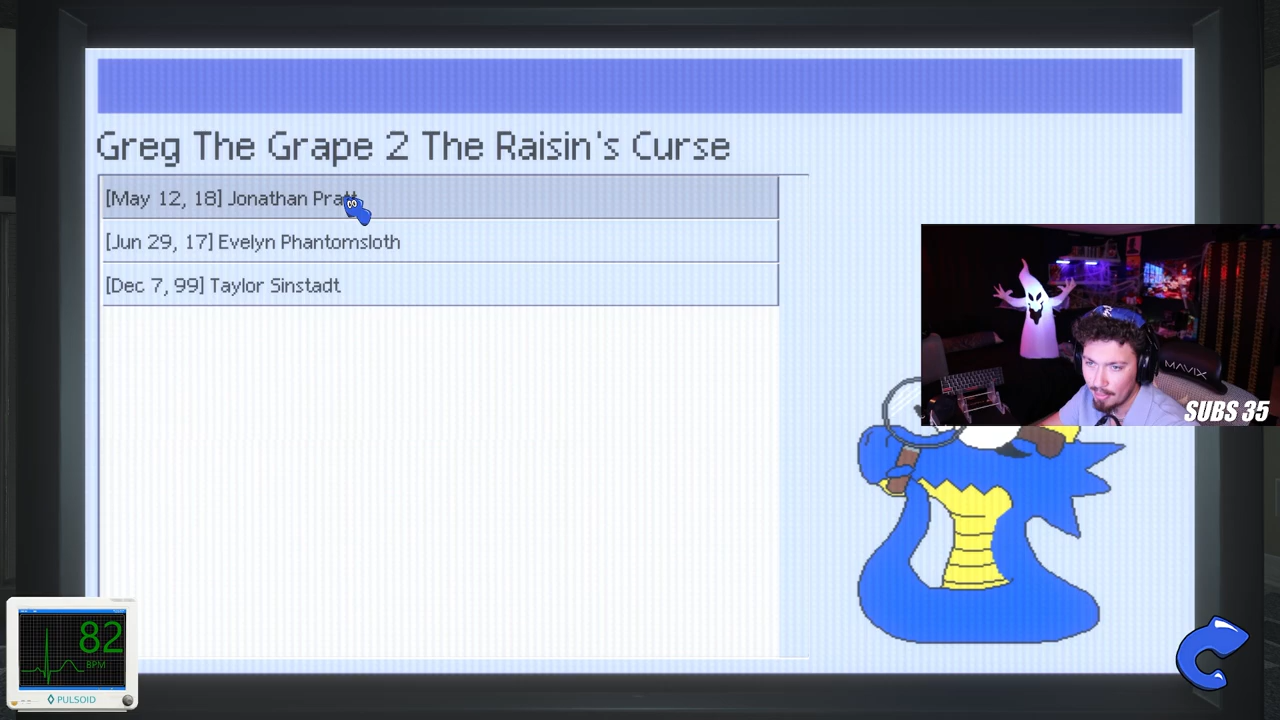 Greg The Grape 2 The Raisin's Curse
[May 12, 18] Jonathan Pratt
[Jun 29, 17] Evelyn Phantomsloth
[Dec 7, 99] Taylor Sinstadt
MAVIX
SUBS 35
82
BPM
PULSOID